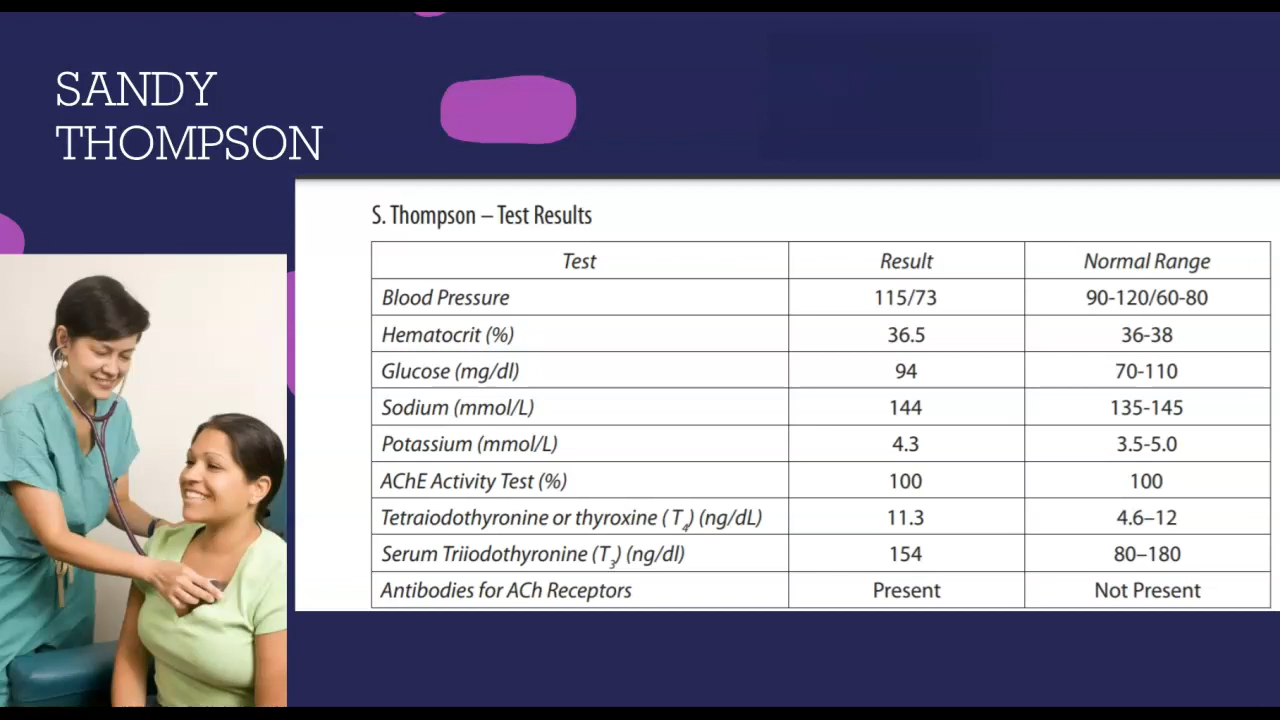 SANDY
THOMPSON
S. Thompson – Test Results
Test Result Normal Range
Blood Pressure 115/73 90-120/60-80
Hematocrit (%) 36.5 36-38
Glucose (mg/dl) 94 70-110
Sodium (mmol/L) 144 135-145
Potassium (mmol/L) 4.3 3.5-5.0
AChE Activity Test (%) 100 100
Tetraiodothyronine or thyroxine (T4) (ng/dL) 11.3 4.6–12
Serum Triiodothyronine (T3) (ng/dl) 154 80–180
Antibodies for ACh Receptors Present Not Present